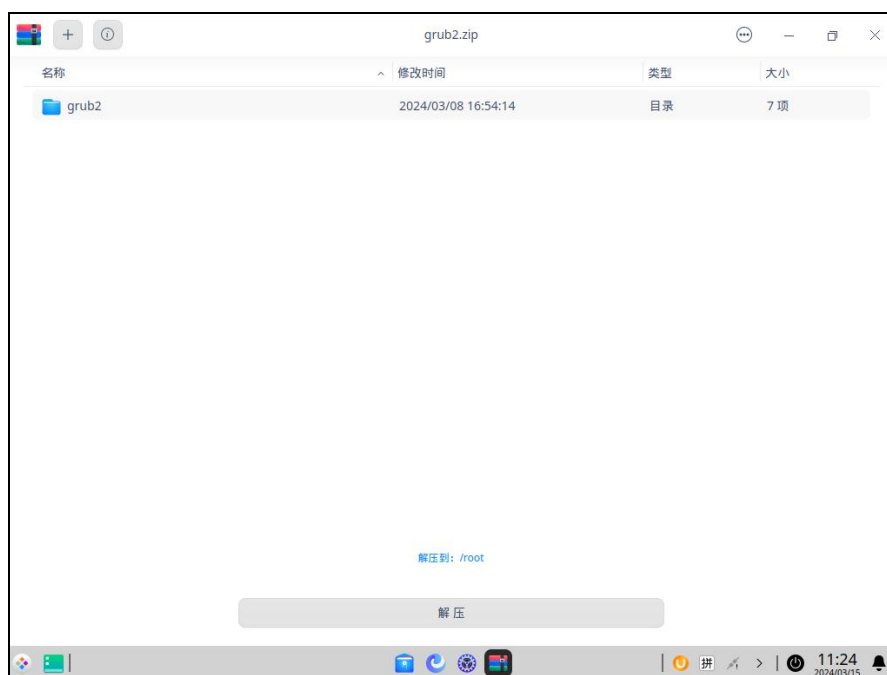 grub2.zip
名称 修改时间 类型 大小
grub2 2024/03/08 16:54:14 目录 7 项
解压到: /root
解 压
拼 11:24
2024/03/15